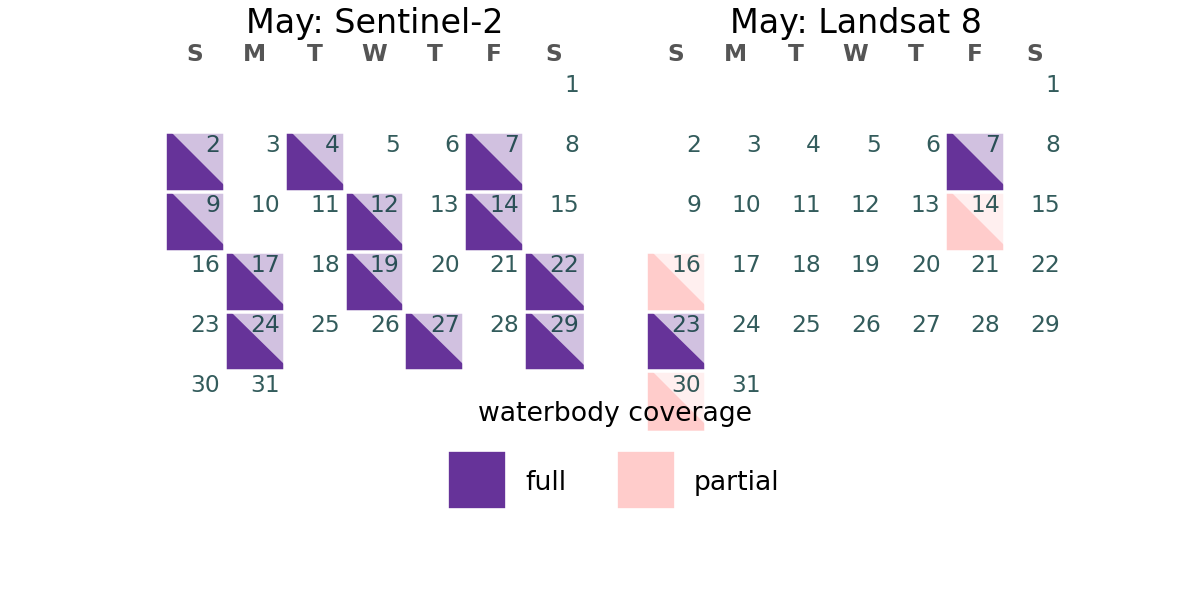 May: Sentinel-2
S M T W T F S
1
2 3 4 5 6 7 8
9 10 11 12 13 14 15
16 17 18 19 20 21 22
23 24 25 26 27 28 29
30 31
May: Landsat 8
S M T W T F S
1
2 3 4 5 6 7 8
9 10 11 12 13 14 15
16 17 18 19 20 21 22
23 24 25 26 27 28 29
30 31
waterbody coverage
full
partial